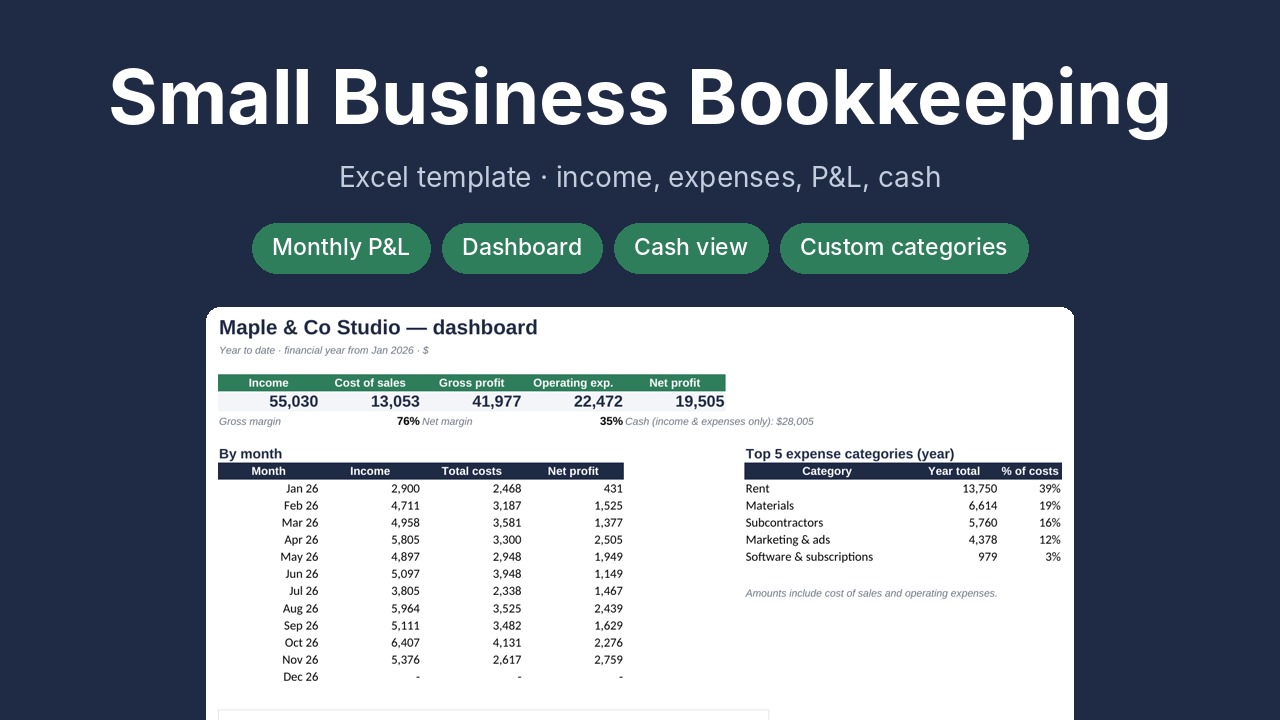 Small Business Bookkeeping
Excel template · income, expenses, P&L, cash
Monthly P&L Dashboard Cash view Custom categories
Maple & Co Studio — dashboard
Year to date · financial year from Jan 2026 · $
Income Cost of sales Gross profit Operating exp. Net profit
55,030 13,053 41,977 22,472 19,505
Gross margin 76% Net margin 35% Cash (income & expenses only): $28,005
By month
Month Income Total costs Net profit
Jan 26 2,900 2,468 431
Feb 26 4,711 3,187 1,525
Mar 26 4,958 3,581 1,377
Apr 26 5,805 3,300 2,505
May 26 4,897 2,948 1,949
Jun 26 5,097 3,948 1,149
Jul 26 3,805 2,338 1,467
Aug 26 5,964 3,525 2,439
Sep 26 5,111 3,482 1,629
Oct 26 6,407 4,131 2,276
Nov 26 5,376 2,617 2,759
Dec 26 - - -
Top 5 expense categories (year)
Category Year total % of costs
Rent 13,750 39%
Materials 6,614 19%
Subcontractors 5,760 16%
Marketing & ads 4,378 12%
Software & subscriptions 979 3%
Amounts include cost of sales and operating expenses.